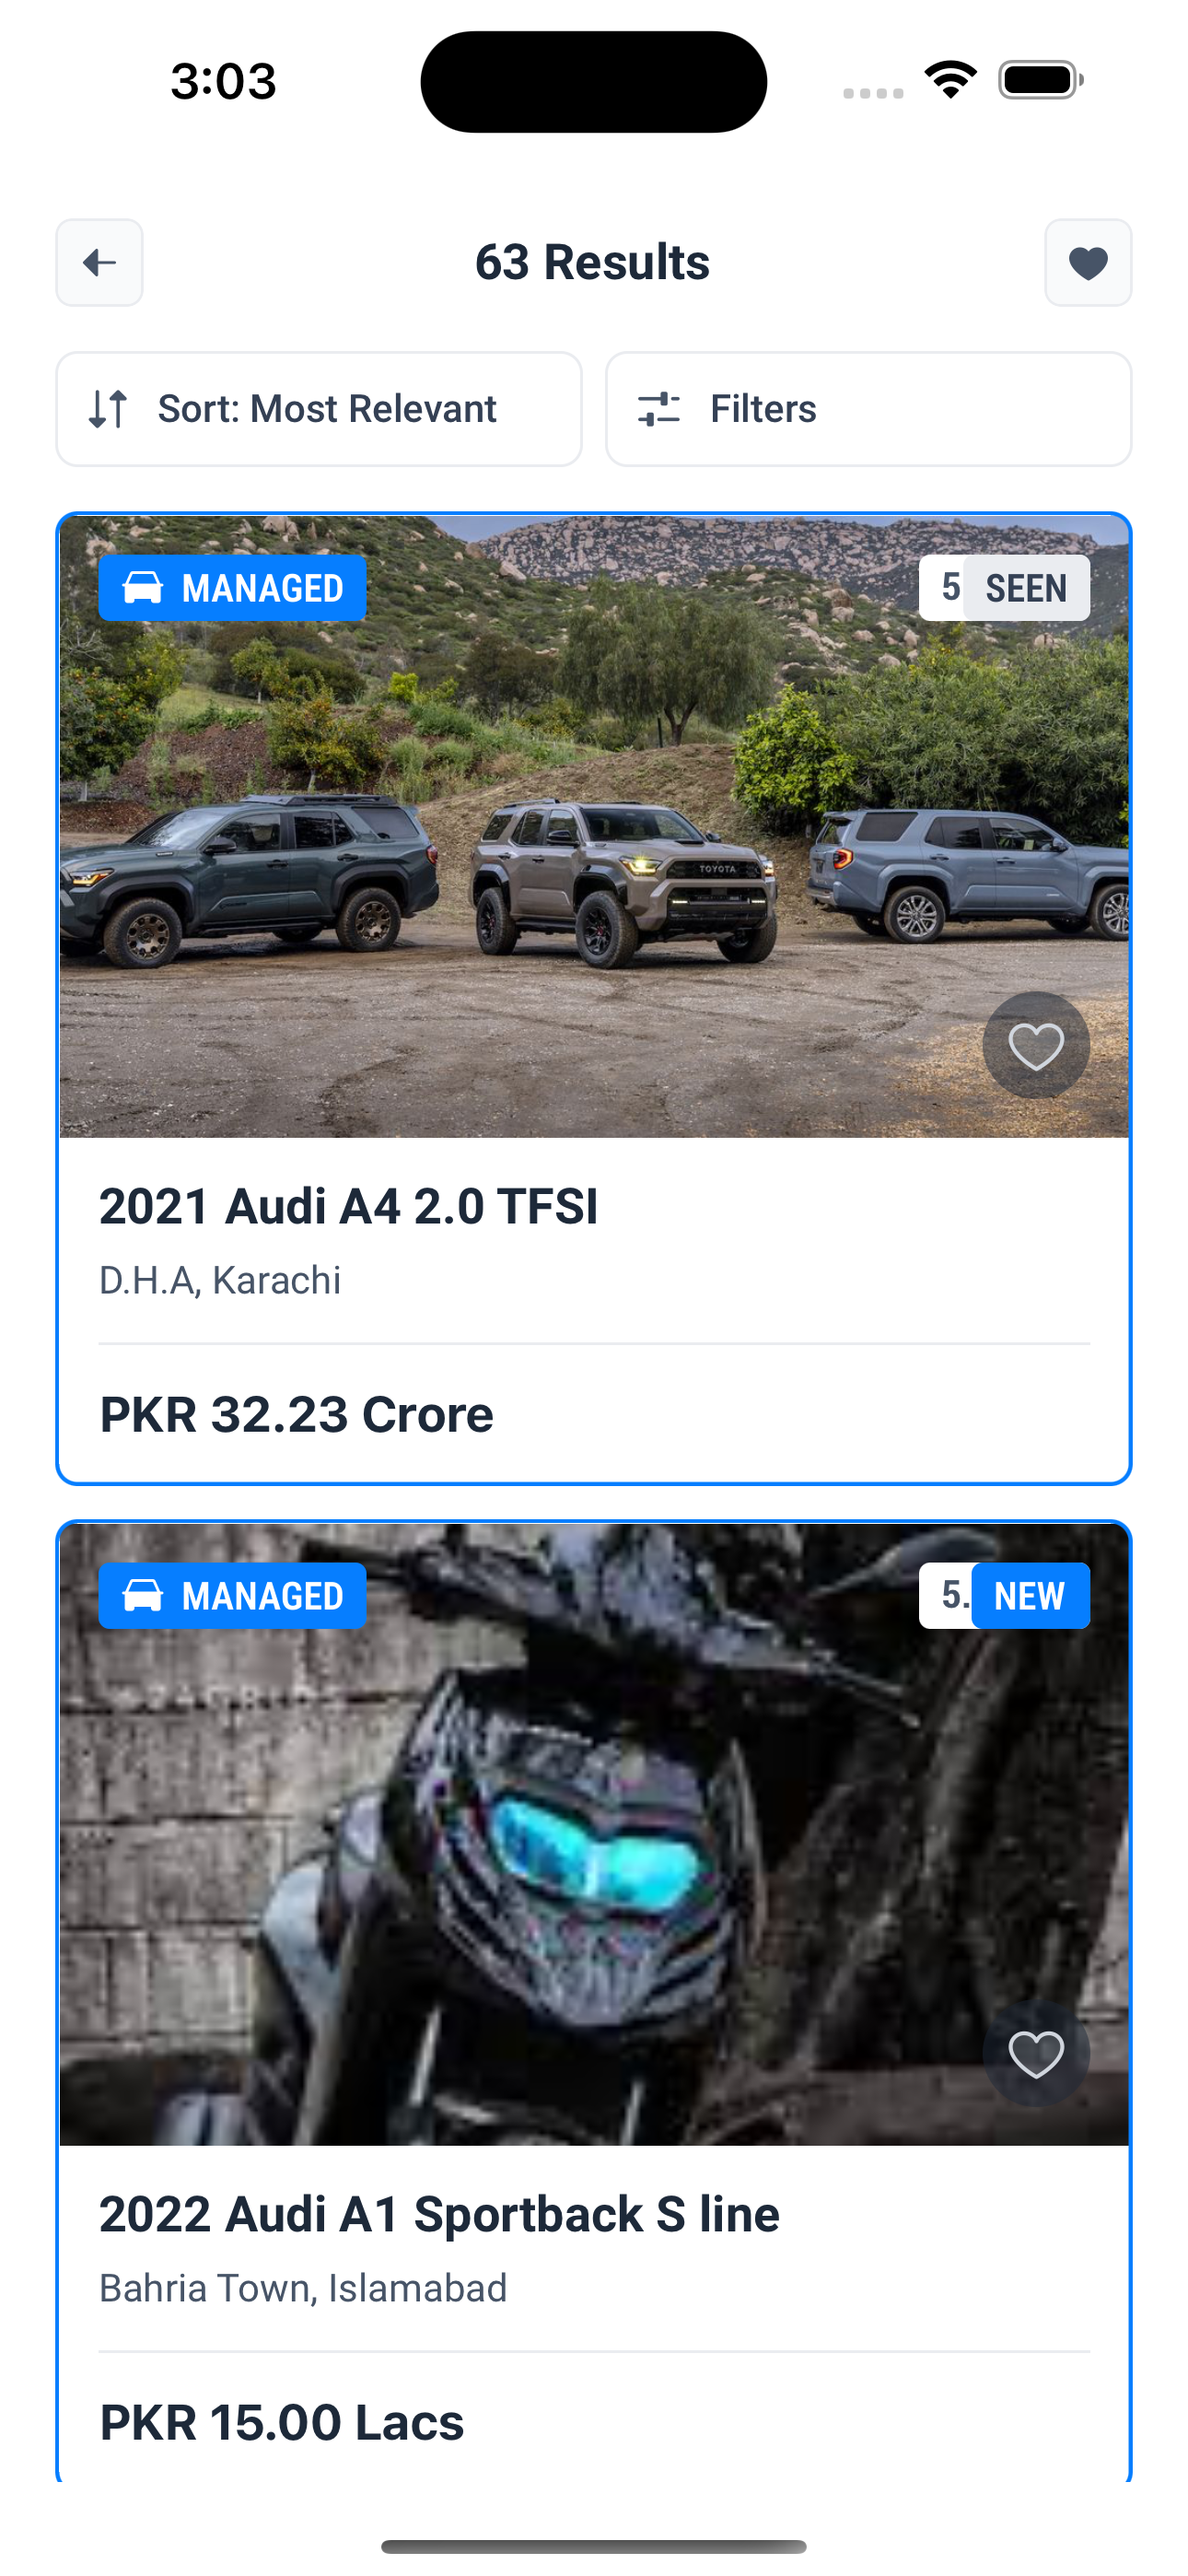 3:03
63 Results
Sort: Most Relevant
Filters
MANAGED
5
SEEN
TOYOTA
2021 Audi A4 2.0 TFSI
D.H.A, Karachi
PKR 32.23 Crore
MANAGED
5.
NEW
2022 Audi A1 Sportback S line
Bahria Town, Islamabad
PKR 15.00 Lacs